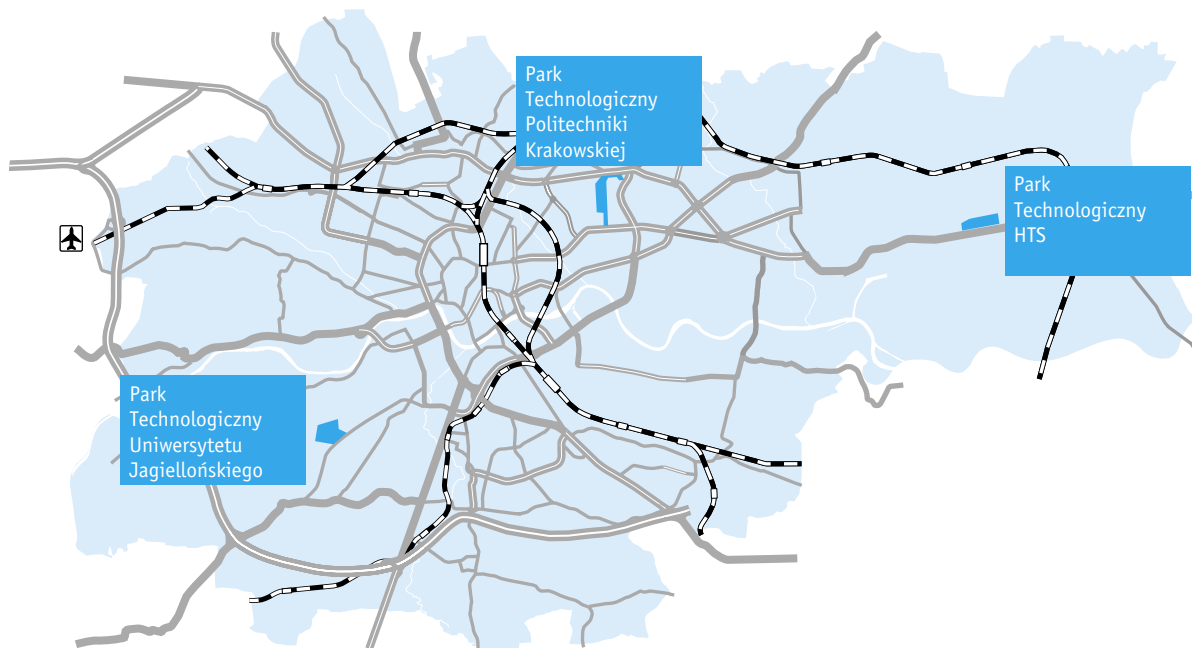 Park
Technologiczny
Politechniki
Krakowskiej
Park
Technologiczny
HTS
Park
Technologiczny
Uniwersytetu
Jagiellońskiego